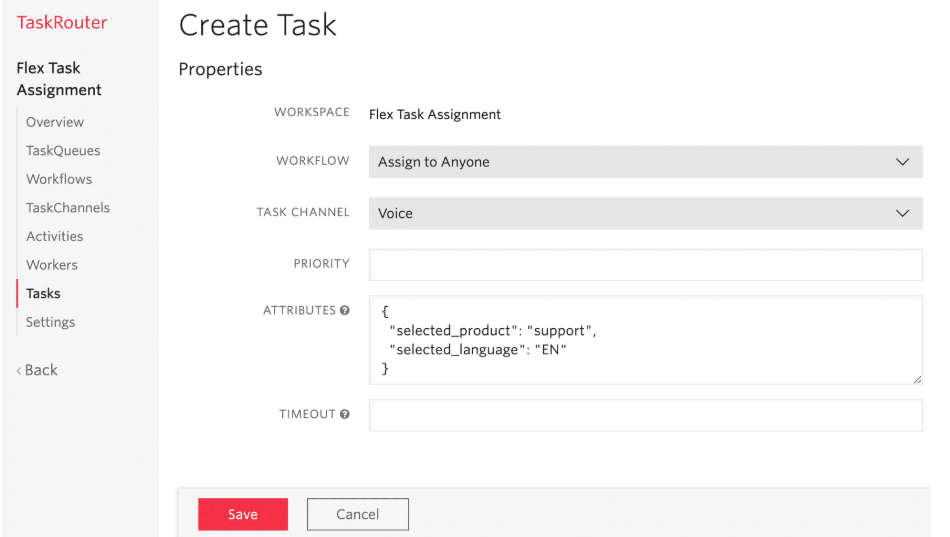 TaskRouter
Flex Task
Assignment
Overview
TaskQueues
Workflows
TaskChannels
Activities
Workers
Tasks
Settings
‹ Back
Create Task
Properties
WORKSPACE Flex Task Assignment
WORKFLOW Assign to Anyone
TASK CHANNEL Voice
PRIORITY
ATTRIBUTES ?
{
"selected_product": "support",
"selected_language": "EN"
}
TIMEOUT ?
Save Cancel